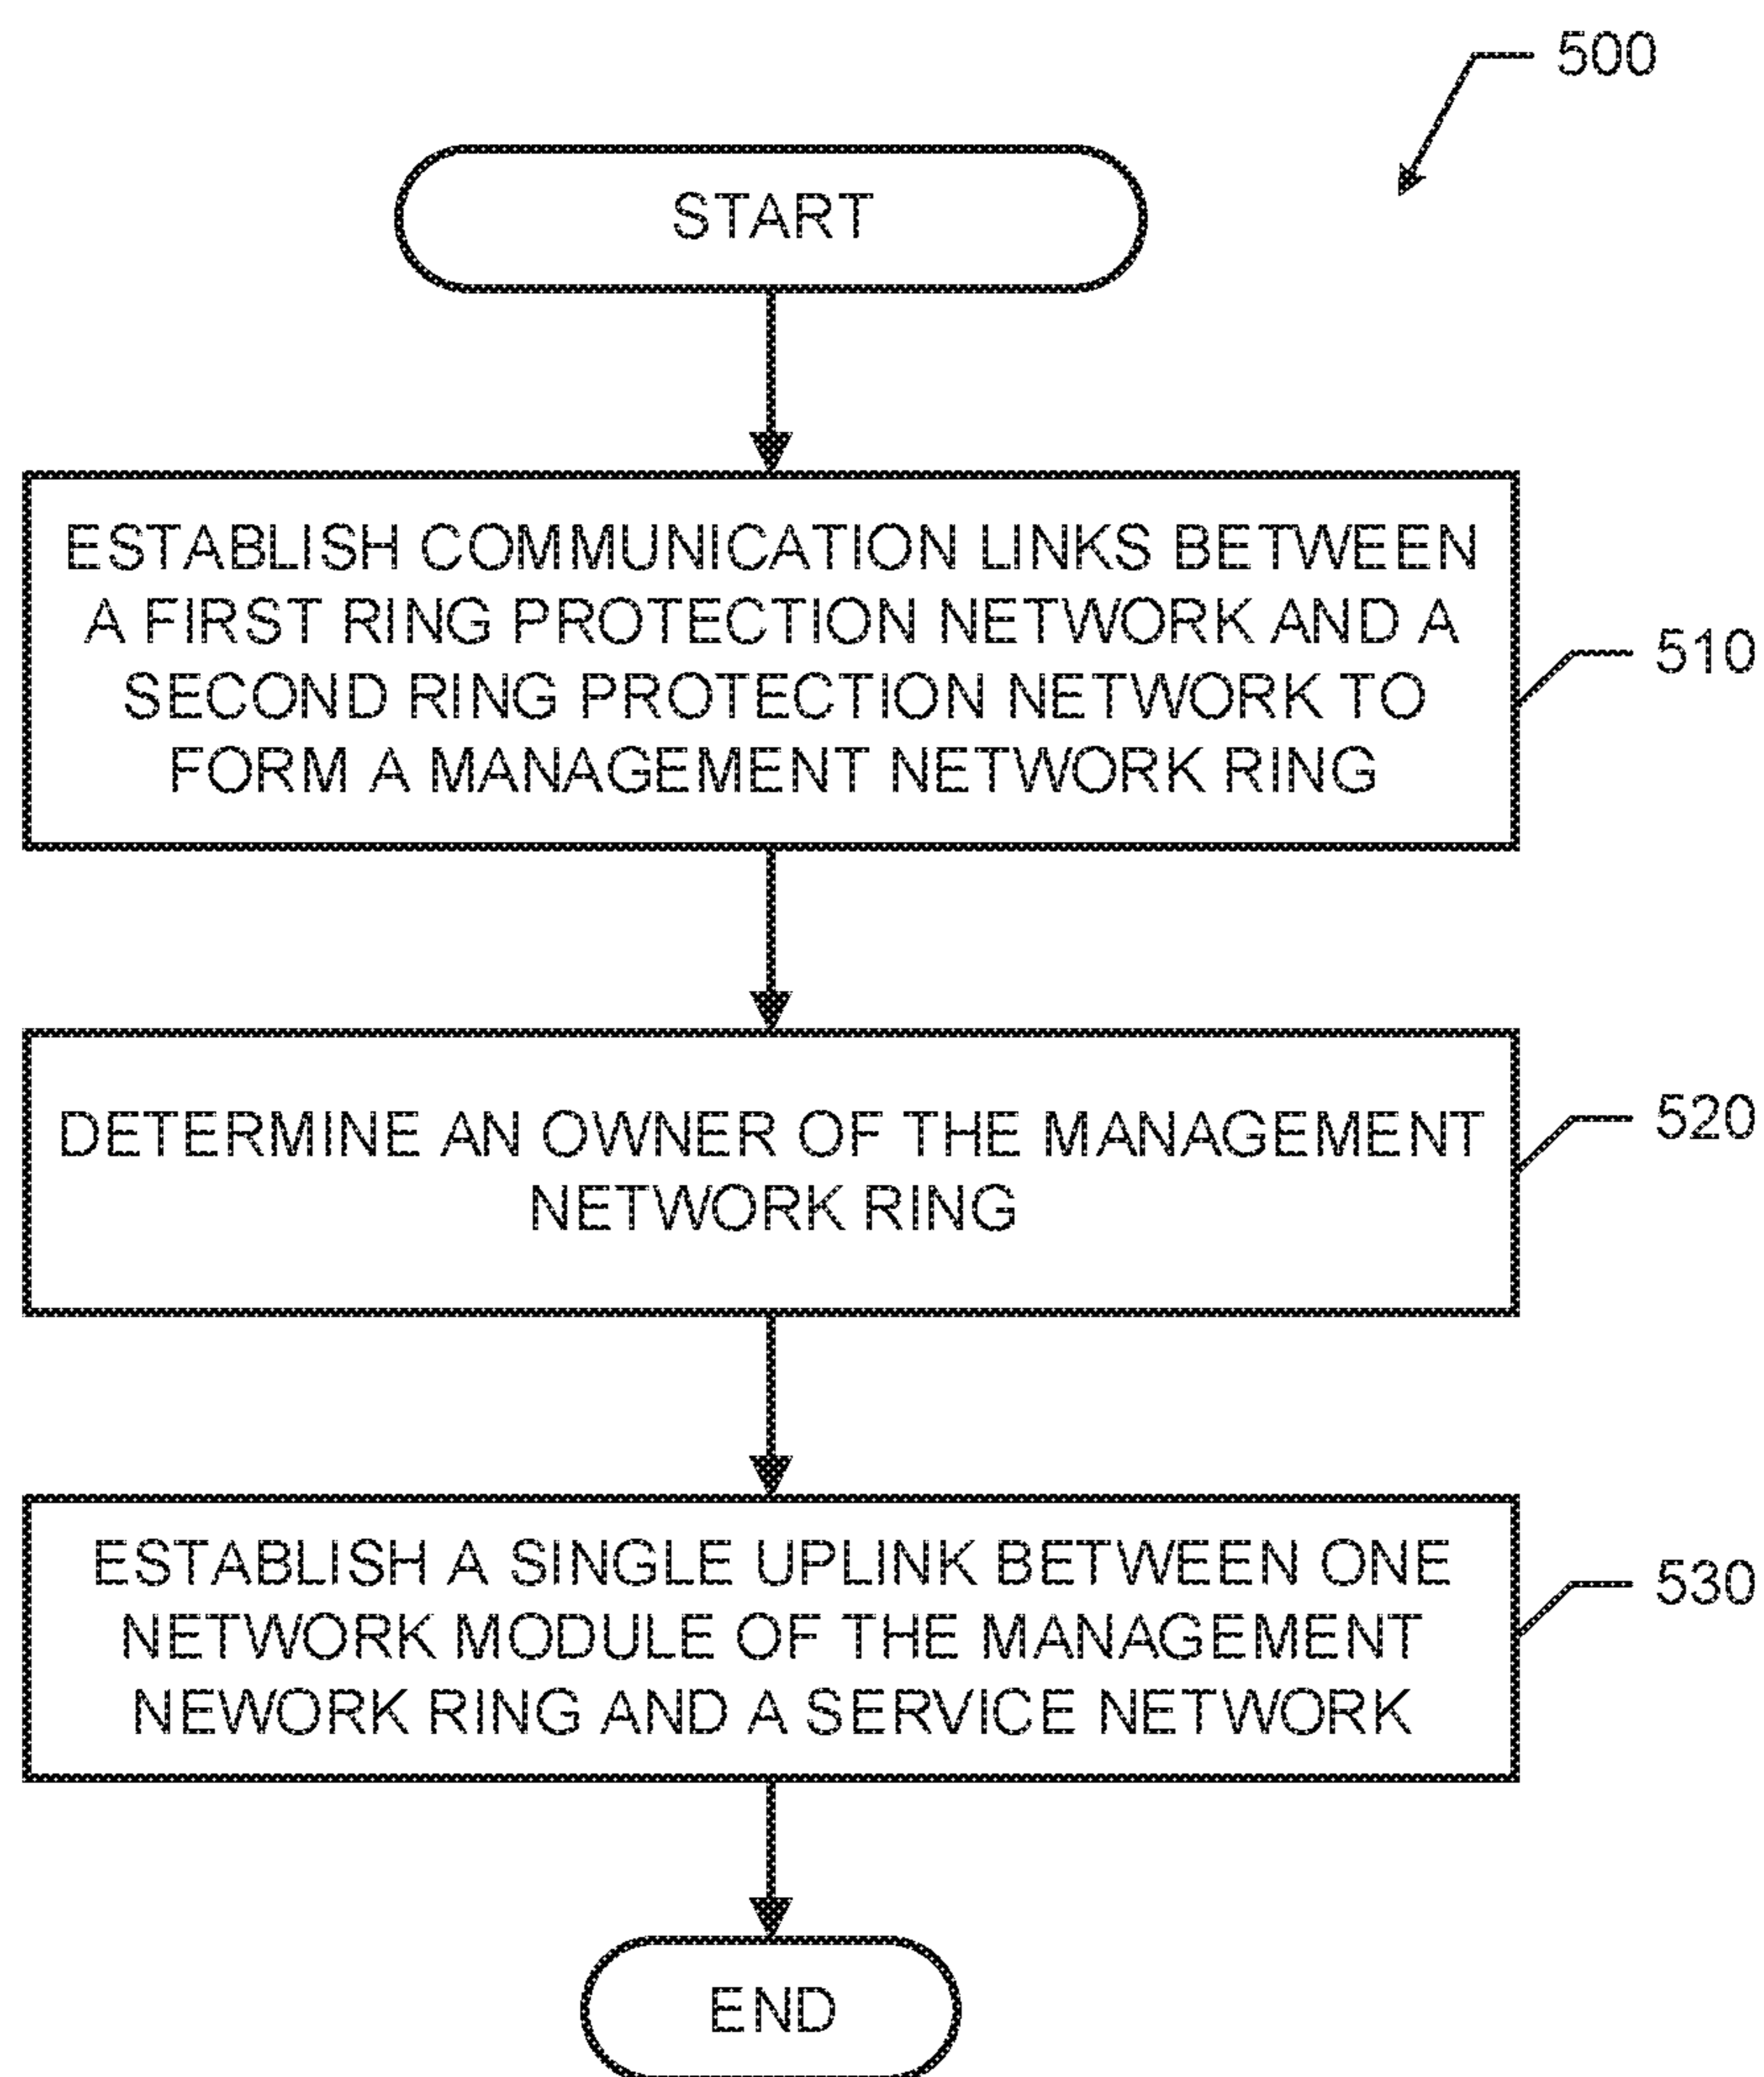 500
START
ESTABLISH COMMUNICATION LINKS BETWEEN
A FIRST RING PROTECTION NETWORK AND A
SECOND RING PROTECTION NETWORK TO
FORM A MANAGEMENT NETWORK RING
510
DETERMINE AN OWNER OF THE MANAGEMENT
NETWORK RING
520
ESTABLISH A SINGLE UPLINK BETWEEN ONE
NETWORK MODULE OF THE MANAGEMENT
NEWORK RING AND A SERVICE NETWORK
530
END